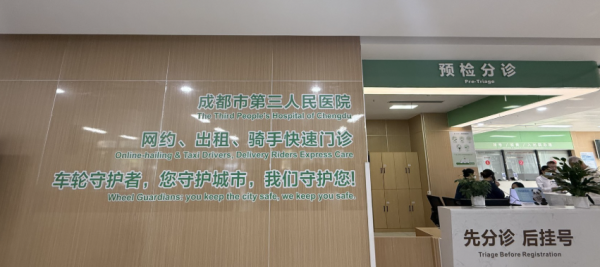 成都市第三人民医院
The Third People's Hospital of Chengdu
网约、出租、骑手快速门诊
Online-hailing & Taxi Drivers, Delivery Riders Express Care
车轮守护者，您守护城市，我们守护您!
Wheel Guardians: you keep the city safe, we keep you safe.
预检分诊
Pre-Triage
先分诊 后挂号
Triage Before Registration